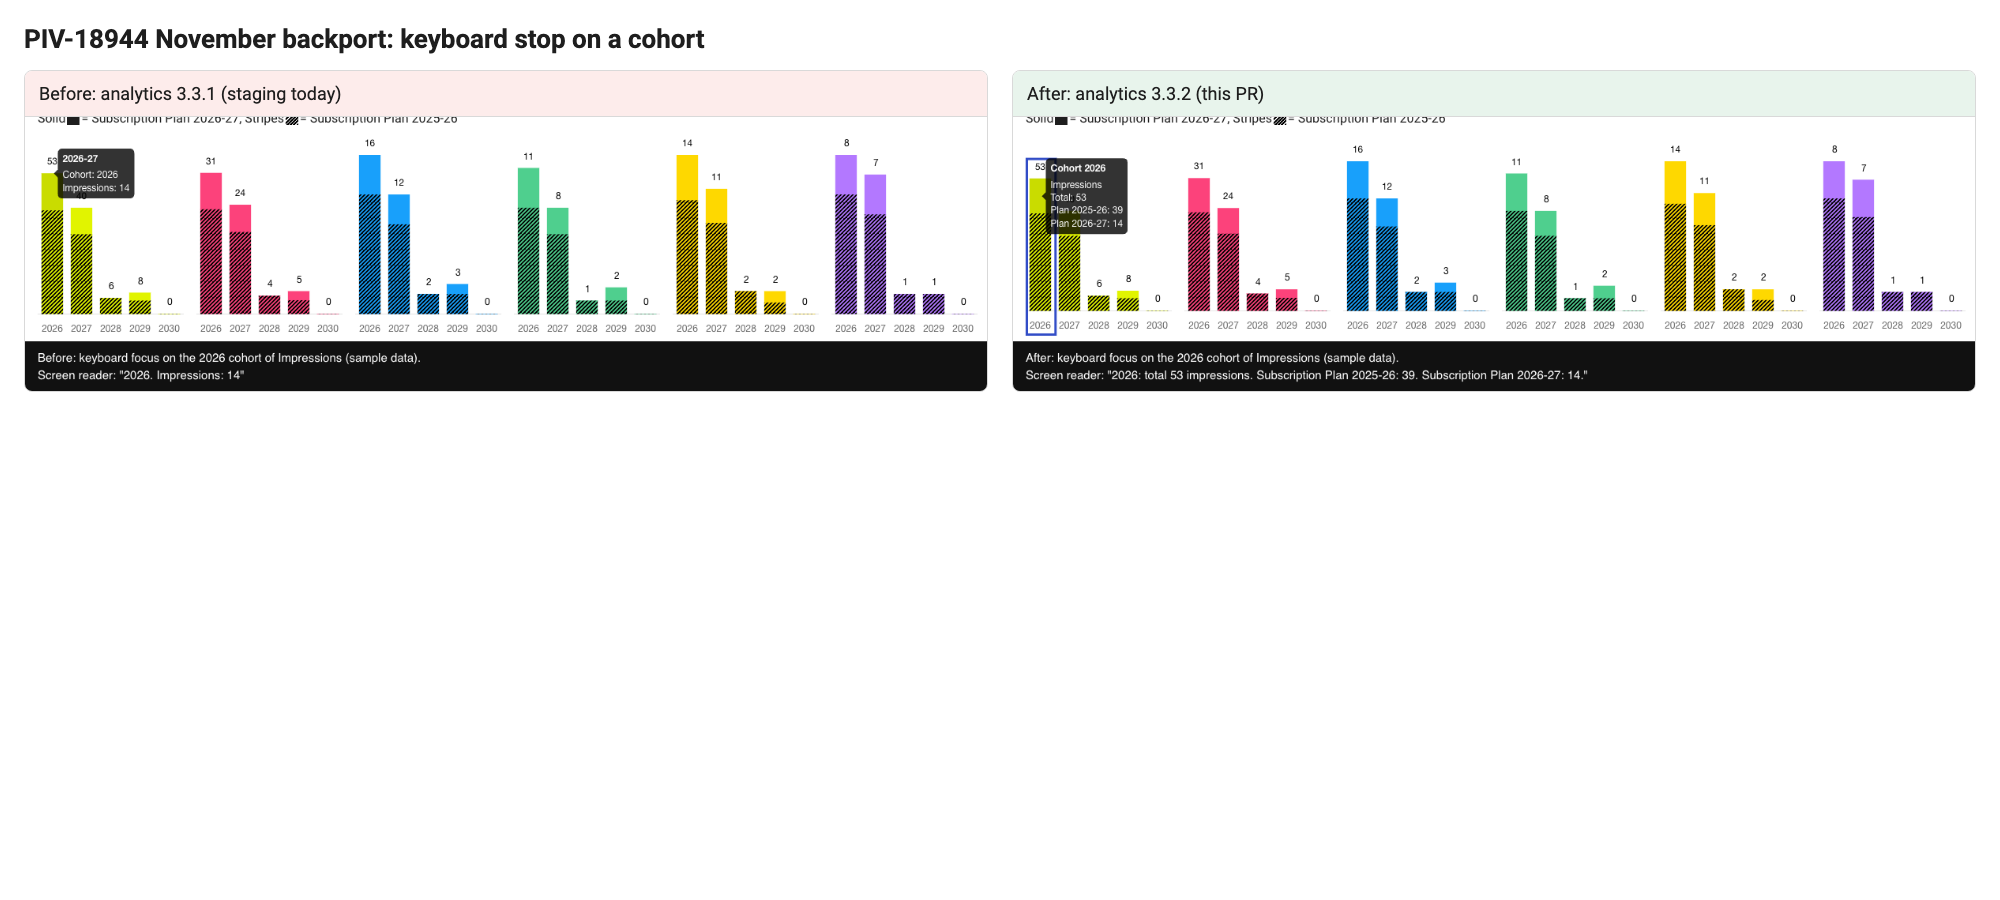 PIV-18944 November backport: keyboard stop on a cohort
Before: analytics 3.3.1 (staging today)
Solid = Subscription Plan 2026-27, Stripes = Subscription Plan 2025-26
53 31 24 16 12 11 8 14 11 8 7
2026-27
Cohort: 2026
Impressions: 14
6 8 0 4 5 0 2 3 0 1 2 0 2 2 0 1 1 0
2026 2027 2028 2029 2030 2026 2027 2028 2029 2030 2026 2027 2028 2029 2030 2026 2027 2028 2029 2030 2026 2027 2028 2029 2030 2026 2027 2028 2029 2030
Before: keyboard focus on the 2026 cohort of Impressions (sample data).
Screen reader: "2026. Impressions: 14"
After: analytics 3.3.2 (this PR)
Solid = Subscription Plan 2026-27, Stripes = Subscription Plan 2025-26
53 31 24 16 12 11 8 14 11 8 7
Cohort 2026
Impressions
Total: 53
Plan 2025-26: 39
Plan 2026-27: 14
6 8 0 4 5 0 2 3 0 1 2 0 2 2 0 1 1 0
2026 2027 2028 2029 2030 2026 2027 2028 2029 2030 2026 2027 2028 2029 2030 2026 2027 2028 2029 2030 2026 2027 2028 2029 2030 2026 2027 2028 2029 2030
After: keyboard focus on the 2026 cohort of Impressions (sample data).
Screen reader: "2026: total 53 impressions. Subscription Plan 2025-26: 39. Subscription Plan 2026-27: 14."